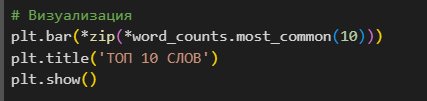 # Визуализация
plt.bar(*zip(*word_counts.most_common(10)))
plt.title('ТОП 10 СЛОВ')
plt.show()